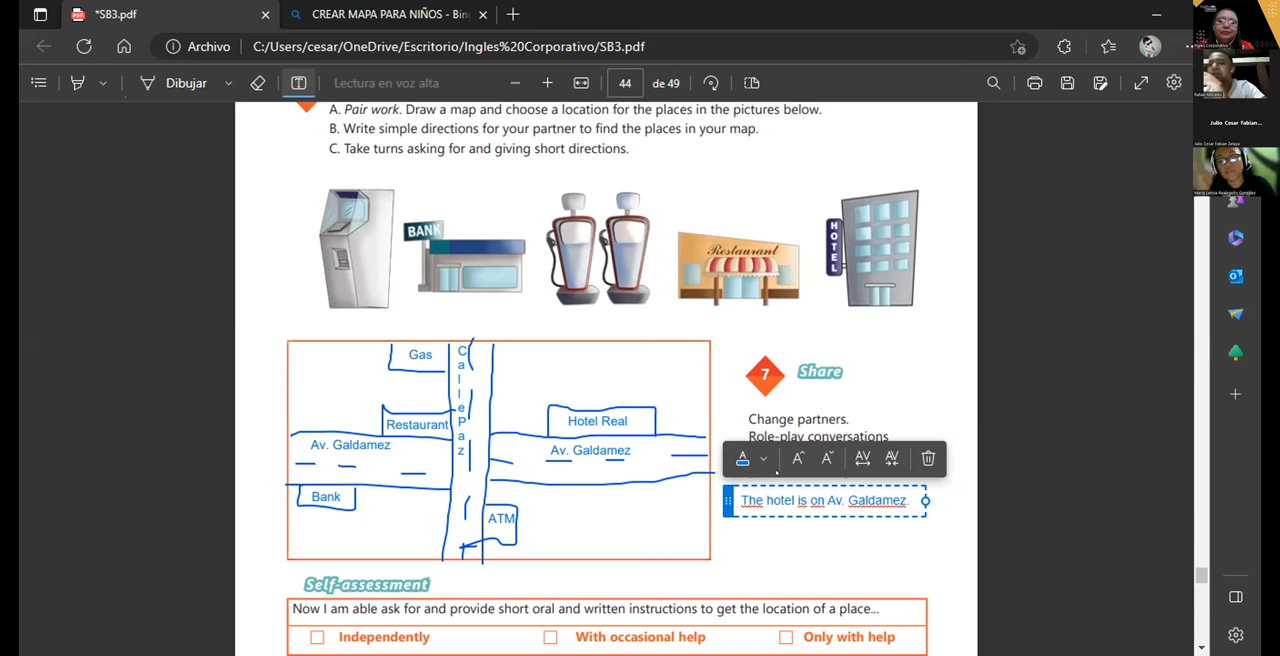 *SB3.pdf
CREAR MAPA PARA NIÑOS - Bin
Archivo
C:/Users/cesar/OneDrive/Escritorio/Ingles%20Corporativo/SB3.pdf
Dibujar
Lectura en voz alta
44
de 49
Julio Cesar Fabian...
A. Pair work. Draw a map and choose a location for the places in the pictures below.
B. Write simple directions for your partner to find the places in your map.
C. Take turns asking for and giving short directions.
BANK
Restaurant
HOTEL
Gas
Calle Paz
Restaurant
Hotel Real
Av. Galdamez
Av. Galdamez
Bank
ATM
7
Share
Change partners.
Role-play conversations
The hotel is on Av. Galdamez.
Self-assessment
Now I am able ask for and provide short oral and written instructions to get the location of a place...
Independently
With occasional help
Only with help